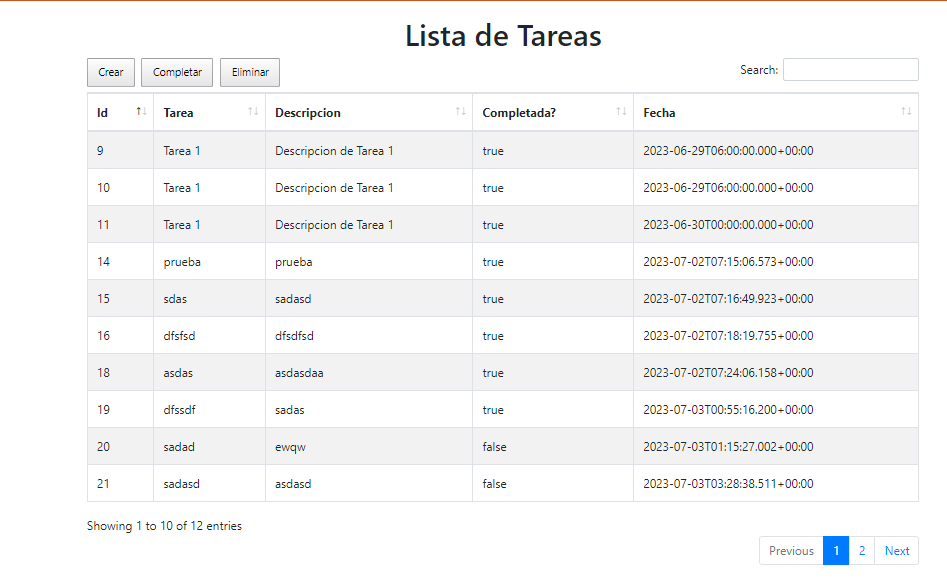 Lista de Tareas
Crear Completar Eliminar Search:
Id Tarea Descripcion Completada? Fecha
9 Tarea 1 Descripcion de Tarea 1 true 2023-06-29T06:00:00.000+00:00
10 Tarea 1 Descripcion de Tarea 1 true 2023-06-29T06:00:00.000+00:00
11 Tarea 1 Descripcion de Tarea 1 true 2023-06-30T00:00:00.000+00:00
14 prueba prueba true 2023-07-02T07:15:06.573+00:00
15 sdas sadasd true 2023-07-02T07:16:49.923+00:00
16 dfsfsd dfsdfsd true 2023-07-02T07:18:19.755+00:00
18 asdas asdasdaa true 2023-07-02T07:24:06.158+00:00
19 dfssdf sadas true 2023-07-03T00:55:16.200+00:00
20 sadad ewqw false 2023-07-03T01:15:27.002+00:00
21 sadasd asdasd false 2023-07-03T03:28:38.511+00:00
Showing 1 to 10 of 12 entries
Previous 1 2 Next